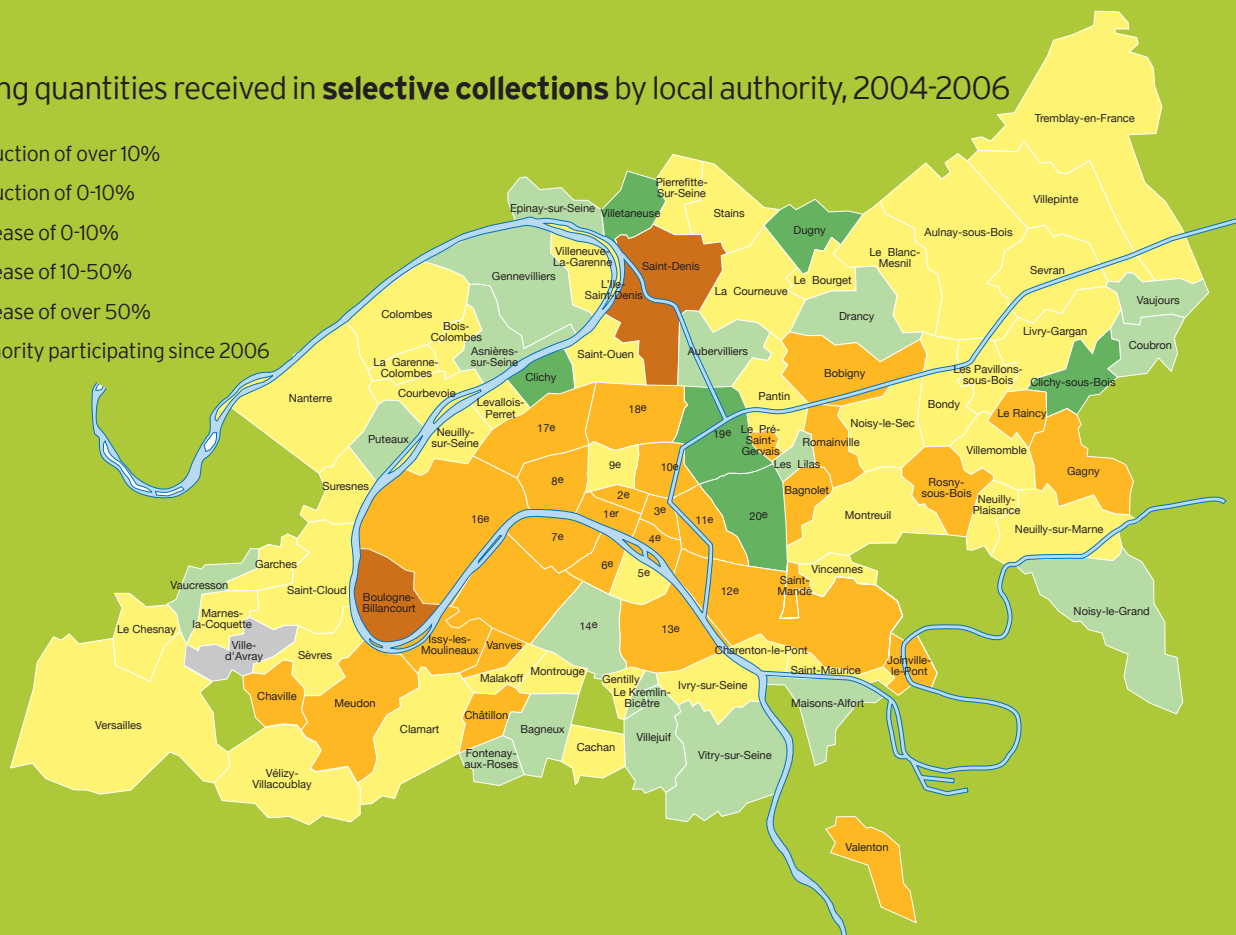 ng quantities received in selective collections by local authority, 2004-2006
uction of over 10%
uction of 0-10%
ease of 0-10%
ease of 10-50%
ease of over 50%
ority participating since 2006
Tremblay-en-France
Villepinte
Aulnay-sous-Bois
Sevran
Vaujours
Coubron
Livry-Gargan
Clichy-sous-Bois
Le Raincy
Gagny
Les Pavillons-
sous-Bois
Bondy
Villemomble
Neuilly-
Plaisance
Neuilly-sur-Marne
Noisy-le-Grand
Rosny-
sous-Bois
Noisy-le-Sec
Romainville
Montreuil
Bagnolet
Les Lilas
Le Pré-
Saint-
Gervais
Pantin
Bobigny
Drancy
Le Blanc-
Mesnil
Le Bourget
Dugny
La Courneuve
Stains
Pierrefitte-
Sur-Seine
Villetaneuse
Epinay-sur-Seine
Saint-Denis
L'Ile-
Saint-Denis
Villeneuve-
La-Garenne
Gennevilliers
Aubervilliers
Saint-Ouen
Clichy
Asnières-
sur-Seine
Bois-
Colombes
Colombes
La Garenne-
Colombes
Courbevoie
Levallois-
Perret
Neuilly-
sur-Seine
Nanterre
Puteaux
Suresnes
17e
18e
19e
9e
10e
8e
2e
1er
3e
11e
20e
16e
7e
4e
6e
5e
12e
13e
14e
Saint-
Mandé
Vincennes
Charenton-le-Pont
Saint-Maurice
Joinville-
le-Pont
Maisons-Alfort
Valenton
Ivry-sur-Seine
Vitry-sur-Seine
Gentilly
Le Kremlin-
Bicêtre
Villejuif
Cachan
Montrouge
Malakoff
Vanves
Issy-les-
Moulineaux
Boulogne-
Billancourt
Châtillon
Bagneux
Fontenay-
aux-Roses
Clamart
Meudon
Chaville
Sèvres
Ville-
d'Avray
Marnes-
la-Coquette
Saint-Cloud
Garches
Vaucresson
Le Chesnay
Versailles
Vélizy-
Villacoublay